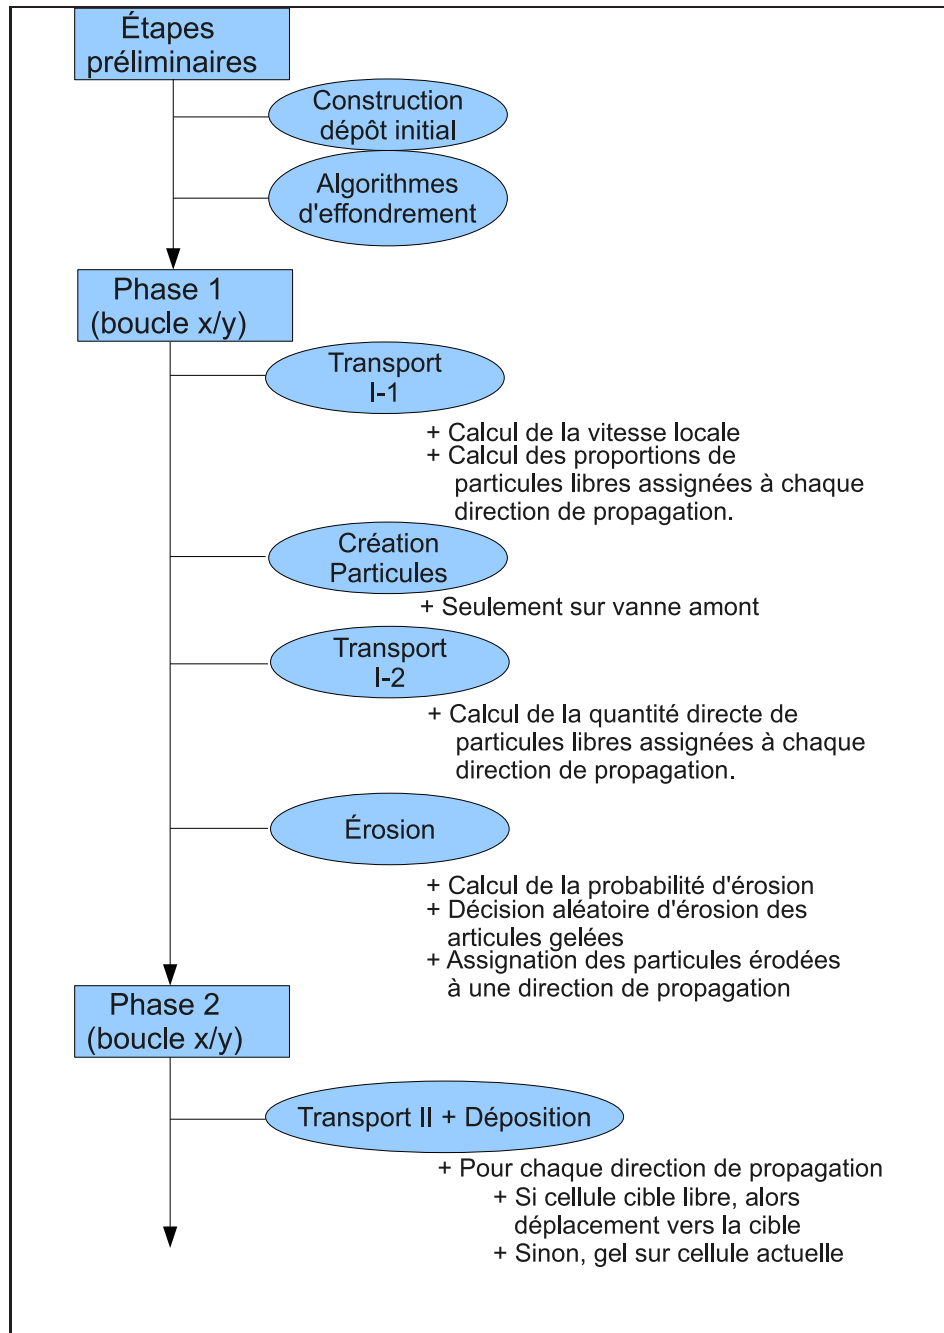 Étapes
préliminaires
Construction
dépôt initial
Algorithmes
d'effondrement
Phase 1
(boucle x/y)
Transport
I-1
+ Calcul de la vitesse locale
+ Calcul des proportions de
particules libres assignées à chaque
direction de propagation.
Création
Particules
+ Seulement sur vanne amont
Transport
I-2
+ Calcul de la quantité directe de
particules libres assignées à chaque
direction de propagation.
Érosion
+ Calcul de la probabilité d'érosion
+ Décision aléatoire d'érosion des
articules gelées
+ Assignation des particules érodées
à une direction de propagation
Phase 2
(boucle x/y)
Transport II + Déposition
+ Pour chaque direction de propagation
+ Si cellule cible libre, alors
déplacement vers la cible
+ Sinon, gel sur cellule actuelle